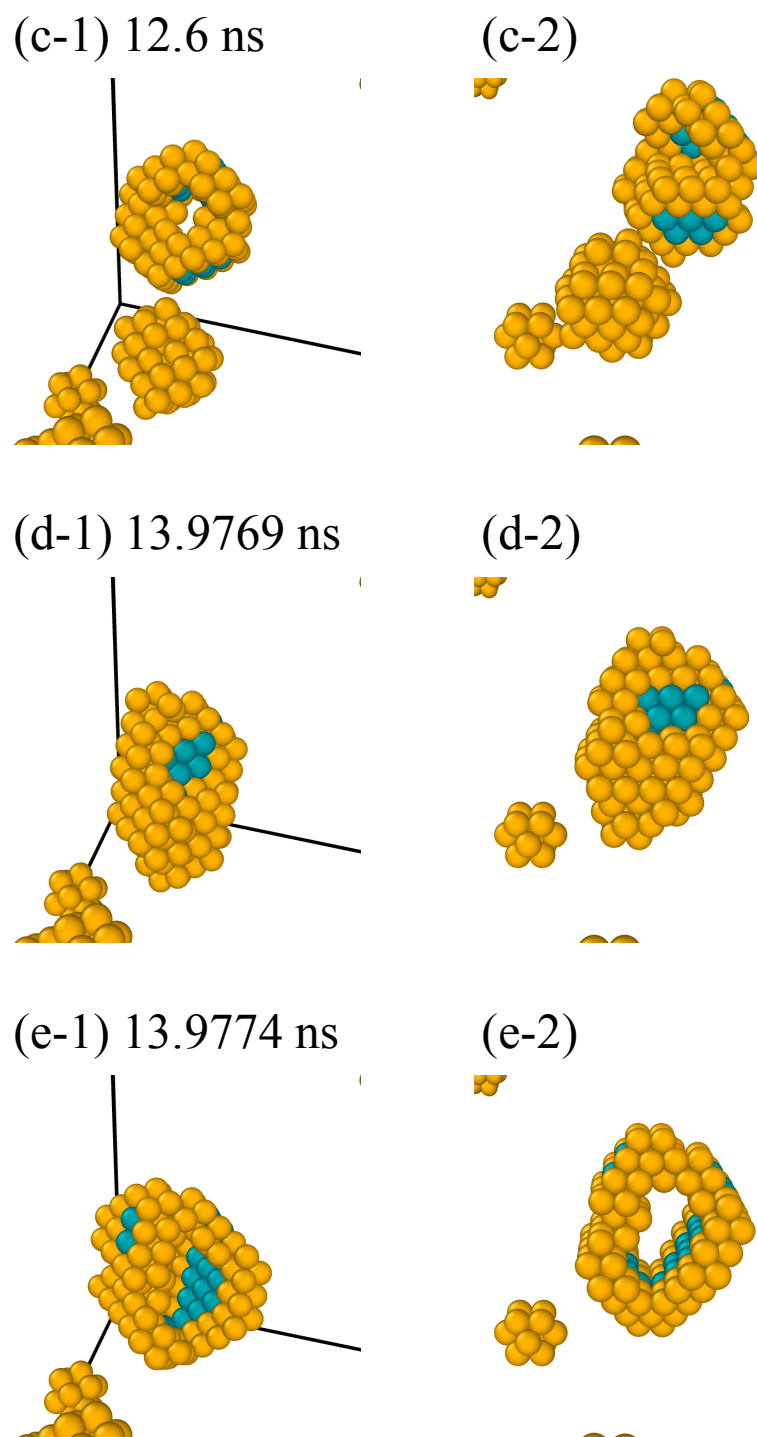 (c-1) 12.6 ns (c-2)
(d-1) 13.9769 ns (d-2)
(e-1) 13.9774 ns (e-2)